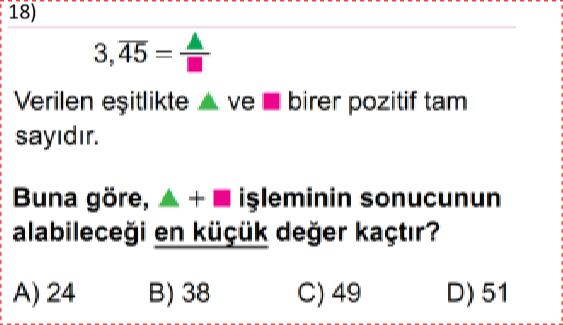 18)
3,\overline{45} = ▲/■
Verilen eşitlikte ▲ ve ■ birer pozitif tam
sayıdır.
Buna göre, ▲ + ■ işleminin sonucunun
alabileceği en küçük değer kaçtır?
A) 24 B) 38 C) 49 D) 51